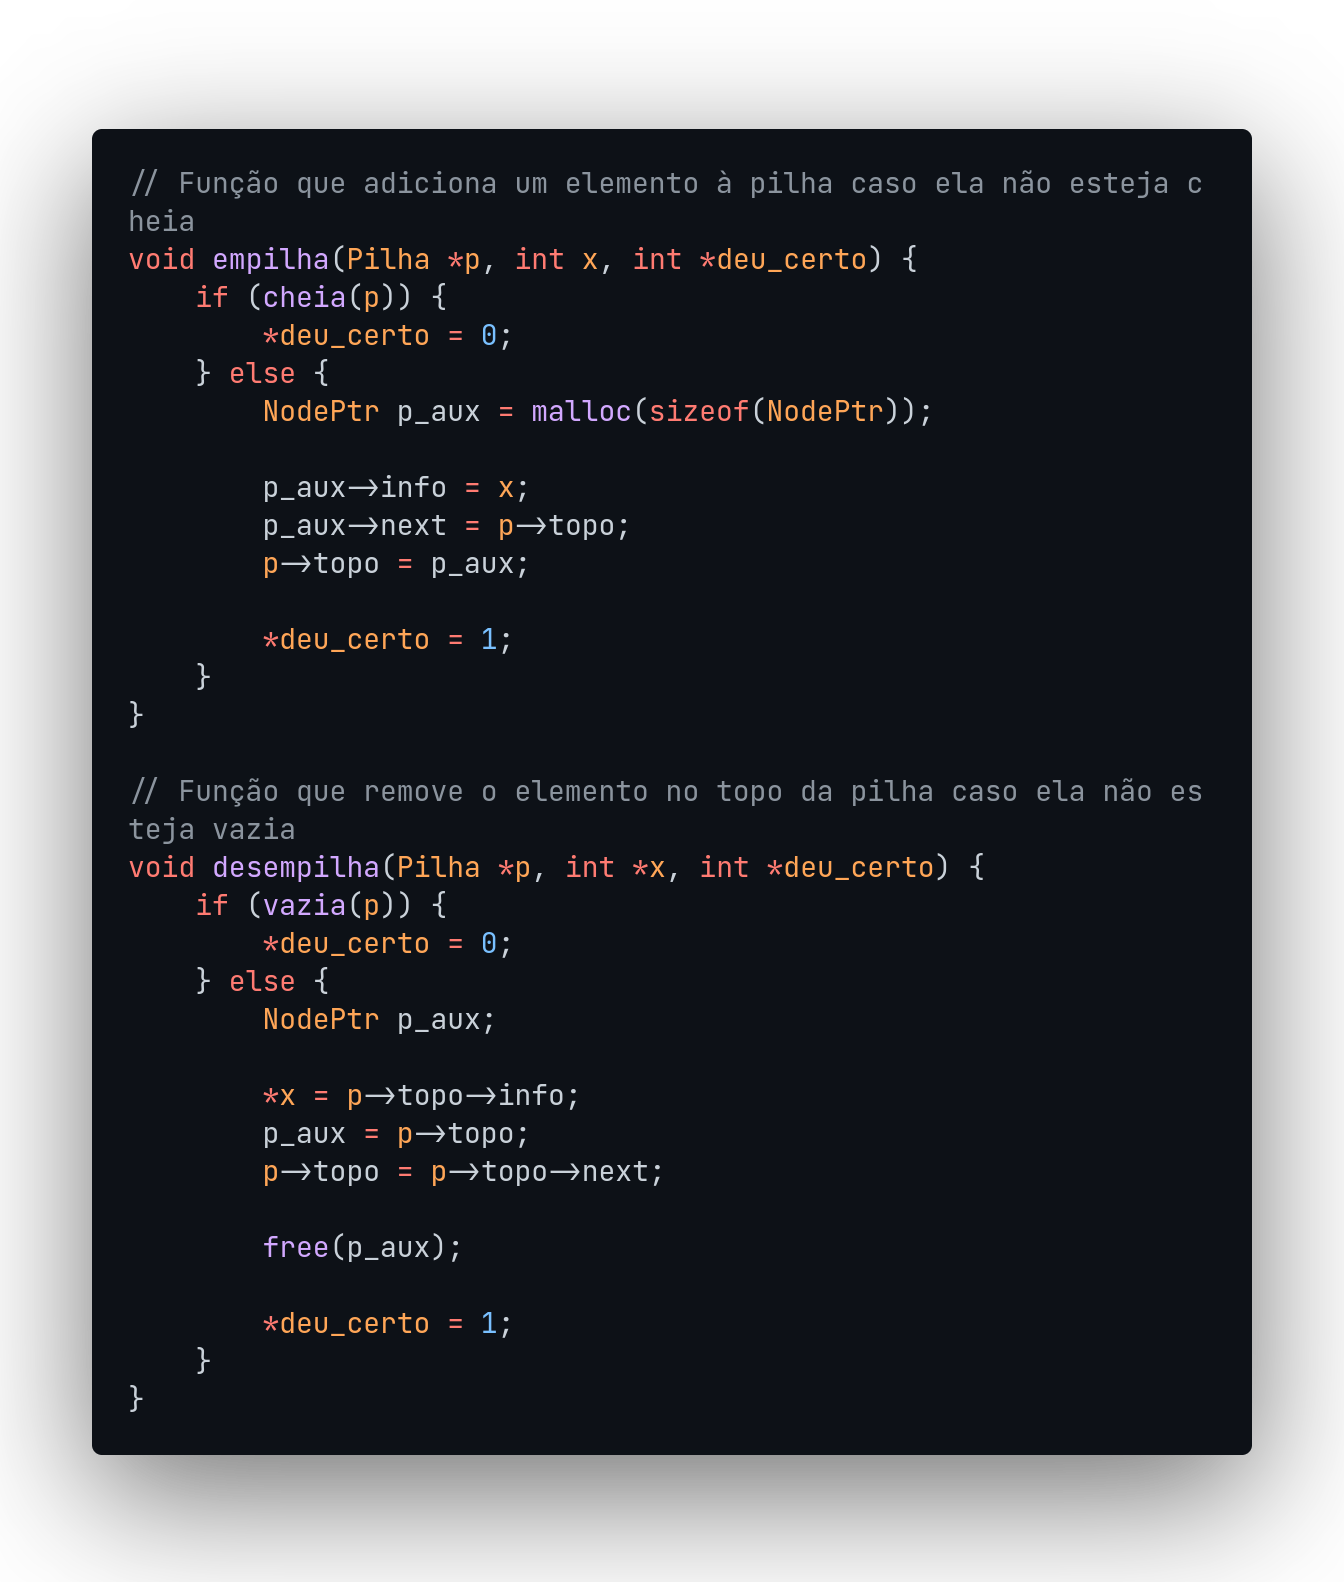 // Função que adiciona um elemento à pilha caso ela não esteja c
heia
void empilha(Pilha *p, int x, int *deu_certo) {
    if (cheia(p)) {
        *deu_certo = 0;
    } else {
        NodePtr p_aux = malloc(sizeof(NodePtr));

        p_aux->info = x;
        p_aux->next = p->topo;
        p->topo = p_aux;

        *deu_certo = 1;
    }
}

// Função que remove o elemento no topo da pilha caso ela não es
teja vazia
void desempilha(Pilha *p, int *x, int *deu_certo) {
    if (vazia(p)) {
        *deu_certo = 0;
    } else {
        NodePtr p_aux;

        *x = p->topo->info;
        p_aux = p->topo;
        p->topo = p->topo->next;

        free(p_aux);

        *deu_certo = 1;
    }
}